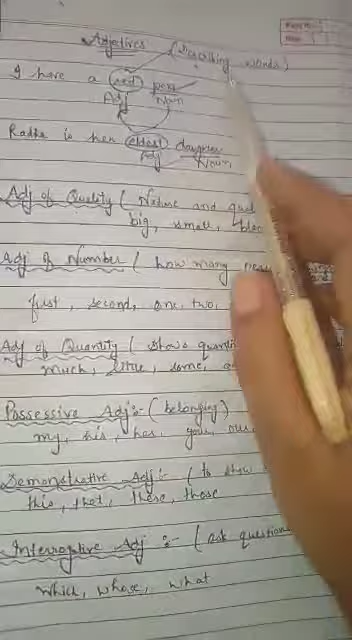 Adjectives (Describing words)
I have a red pen
Adj Noun
Radha is her eldest daughter
Adj Noun
Adj of Quality (Nature and
big, small,
Adj of Number (how many
first, second, one, two,
Adj of Quantity (shows
much, little, some,
Possessive Adj:- (belonging)
my, his, her, your, our
Demonstrative Adj:- (to show
this, that, these, those
Adj :- (ask
which, whose, what